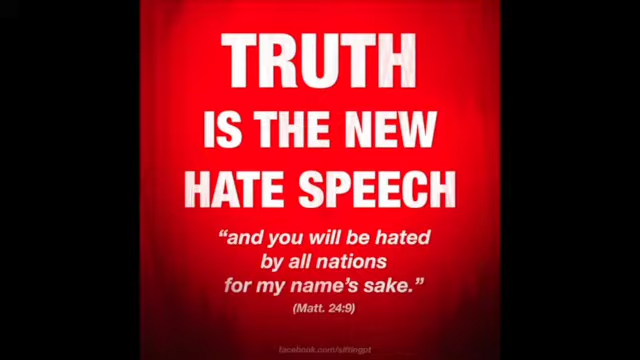 TRUTH
IS THE NEW
HATE SPEECH
“and you will be hated
by all nations
for my name’s sake.”
(Matt. 24:9)
facebook.com/siftingpt